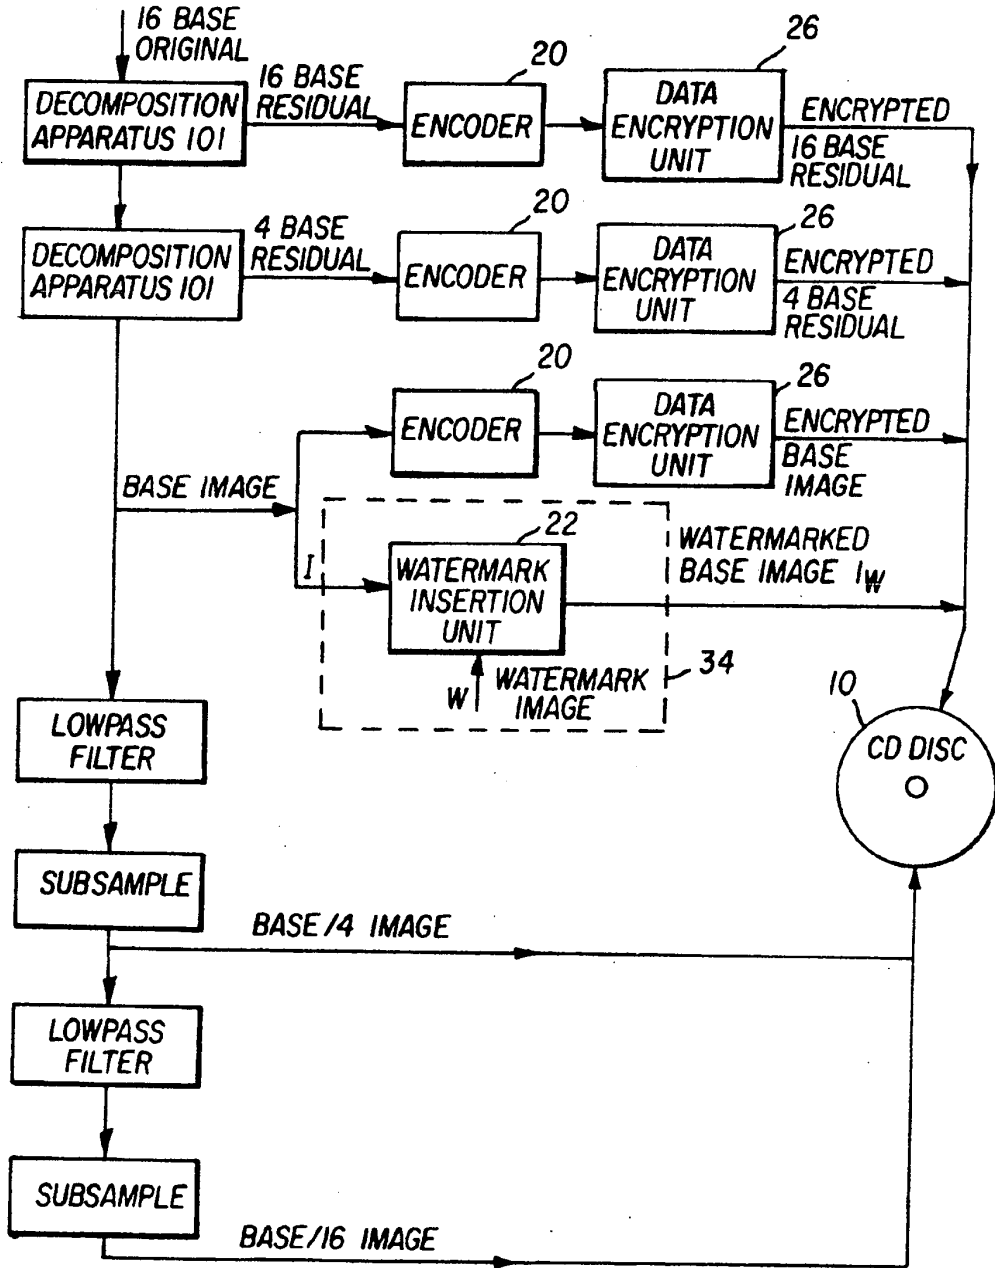 16 BASE
ORIGINAL
DECOMPOSITION
APPARATUS 101
16 BASE
RESIDUAL
20
ENCODER
26
DATA
ENCRYPTION
UNIT
ENCRYPTED
16 BASE
RESIDUAL
DECOMPOSITION
APPARATUS 101
4 BASE
RESIDUAL
20
ENCODER
26
DATA
ENCRYPTION
UNIT
ENCRYPTED
4 BASE
RESIDUAL
20
ENCODER
26
DATA
ENCRYPTION
UNIT
ENCRYPTED
BASE
IMAGE
BASE IMAGE
I
22
WATERMARK
INSERTION
UNIT
WATERMARKED
BASE IMAGE IW
W
WATERMARK
IMAGE
34
LOWPASS
FILTER
10
CD DISC
SUBSAMPLE
BASE/4 IMAGE
LOWPASS
FILTER
SUBSAMPLE
BASE/16 IMAGE